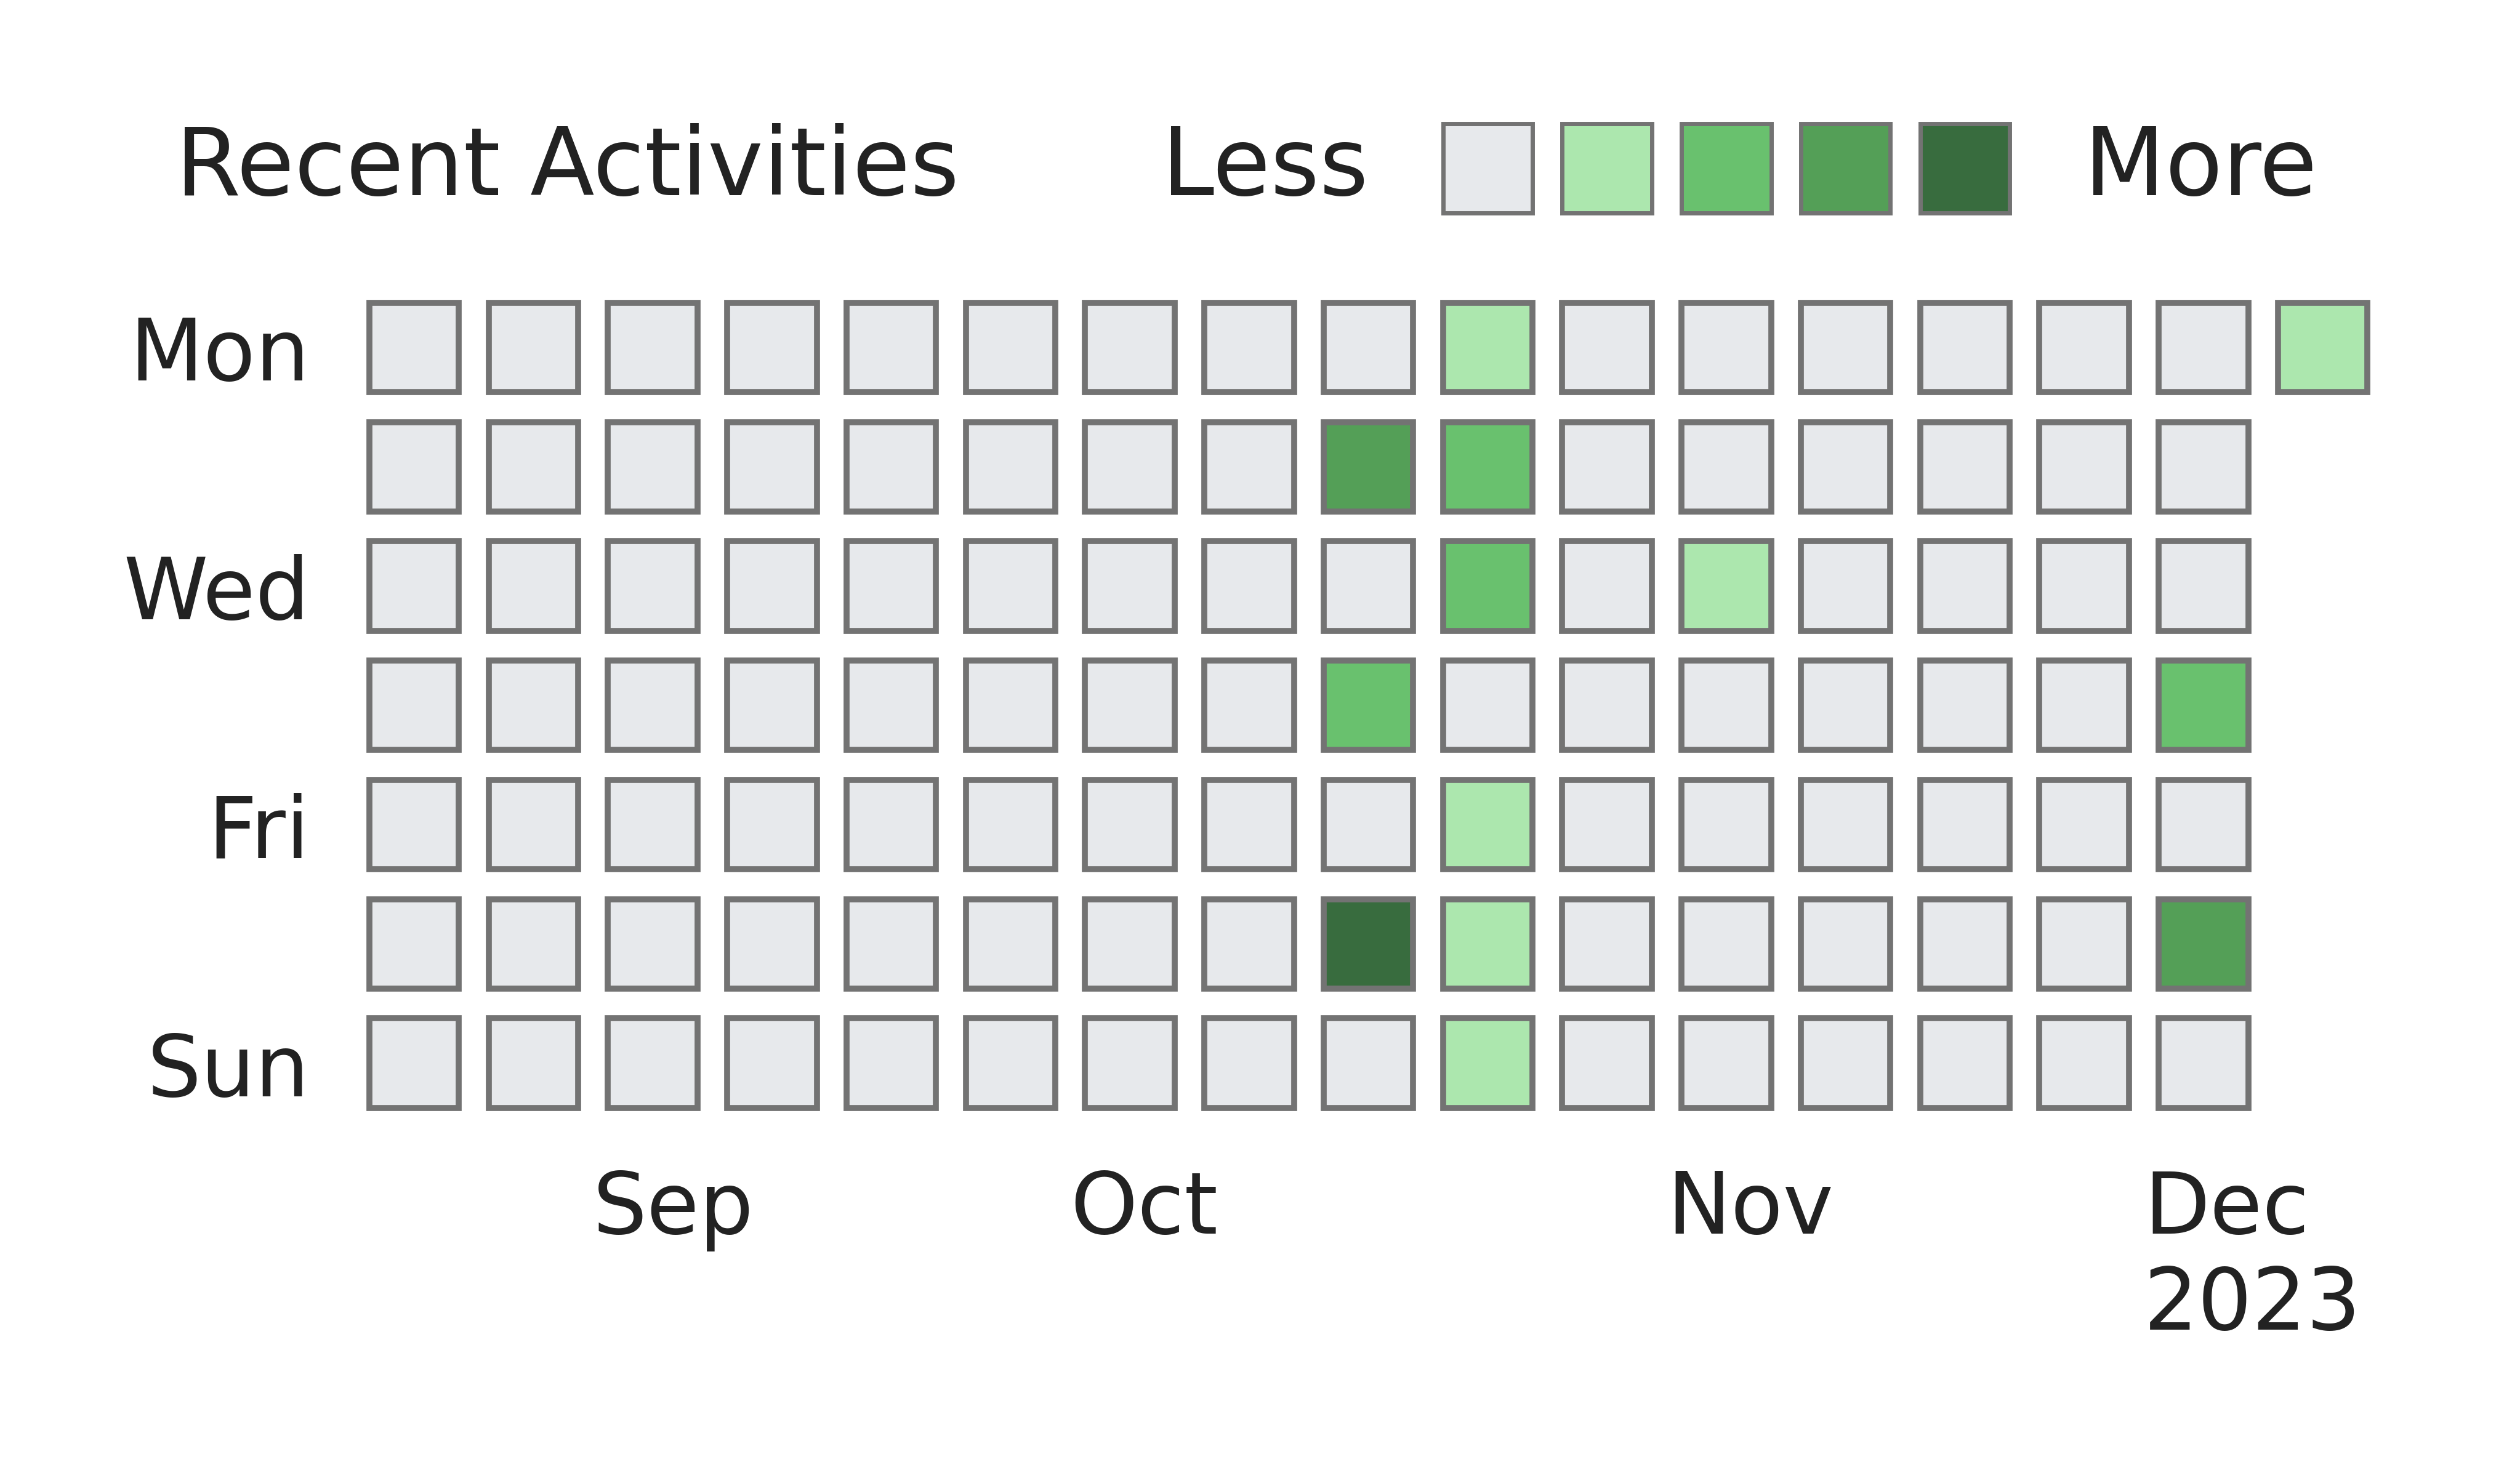 Recent Activities
Less
More
Mon
Wed
Fri
Sun
Sep
Oct
Nov
Dec
2023